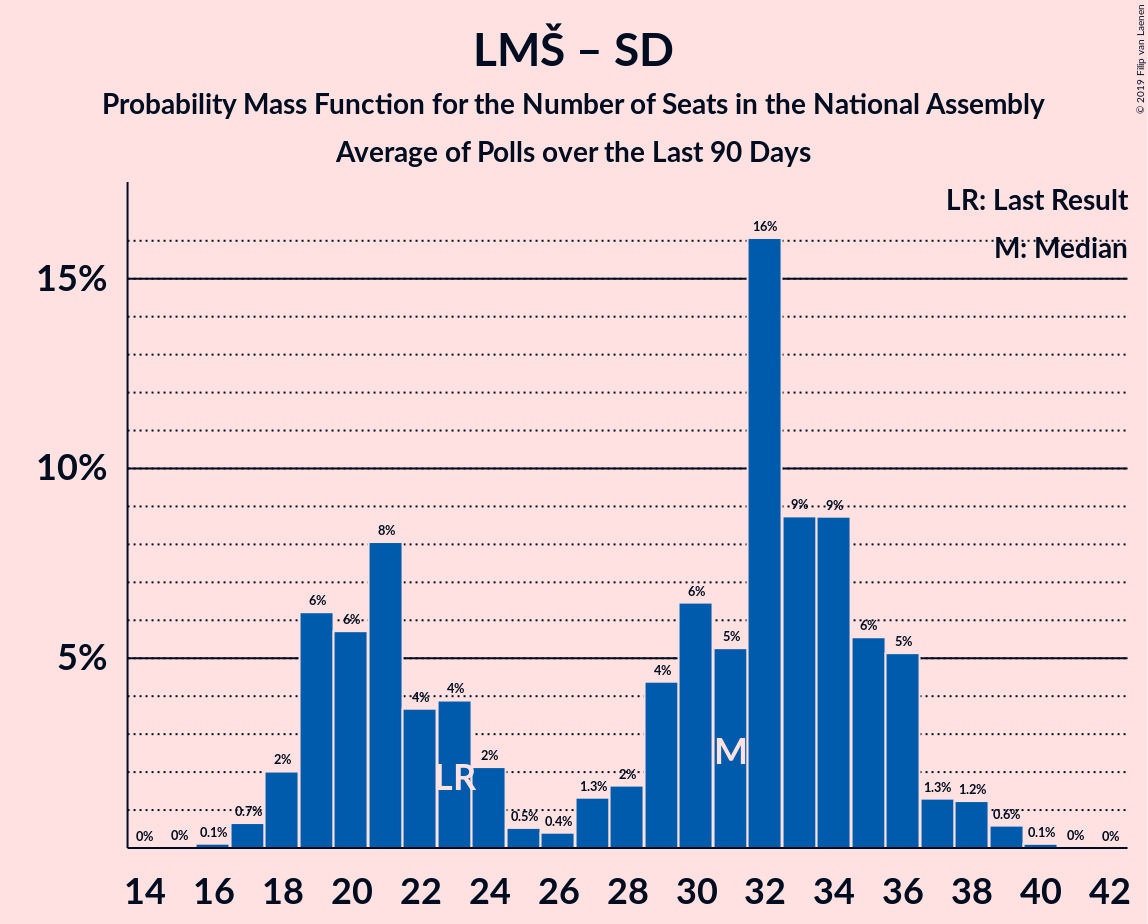 LMŠ – SD
Probability Mass Function for the Number of Seats in the National Assembly
Average of Polls over the Last 90 Days
© 2019 Filip van Laenen
LR: Last Result
M: Median
15%
10%
5%
0% 0% 0.1% 0.7% 2% 6% 6% 8% 4% 4% 2% 0.5% 0.4% 1.3% 2% 4% 6% 5% 16% 9% 9% 6% 5% 1.3% 1.2% 0.6% 0.1% 0% 0%
LR
M
14 16 18 20 22 24 26 28 30 32 34 36 38 40 42